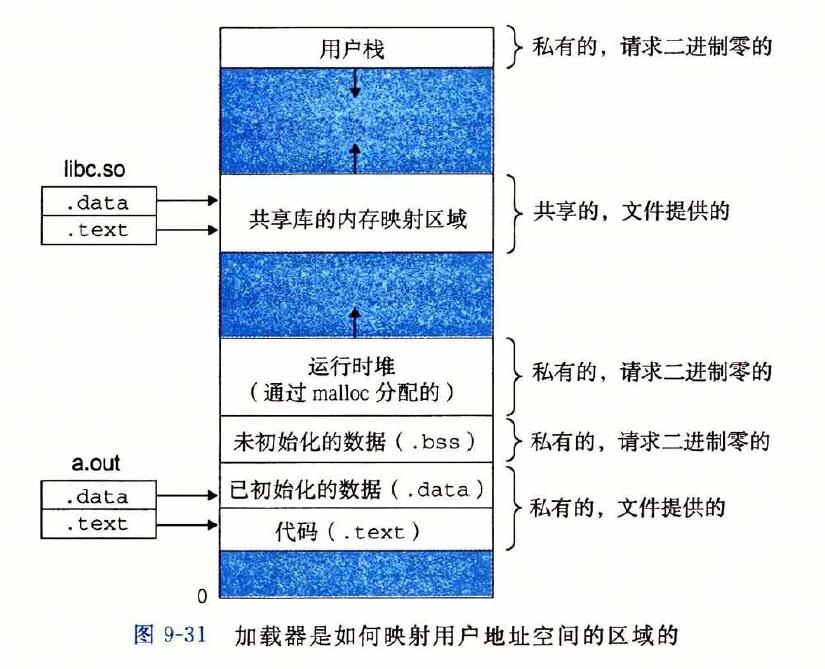 用户栈
私有的，请求二进制零的
libc.so
.data
.text
共享库的内存映射区域
共享的，文件提供的
运行时堆
（通过 malloc 分配的）
私有的，请求二进制零的
未初始化的数据（.bss）
私有的，请求二进制零的
a.out
.data
.text
已初始化的数据（.data）
代码（.text）
私有的，文件提供的
0
图 9-31 加载器是如何映射用户地址空间的区域的